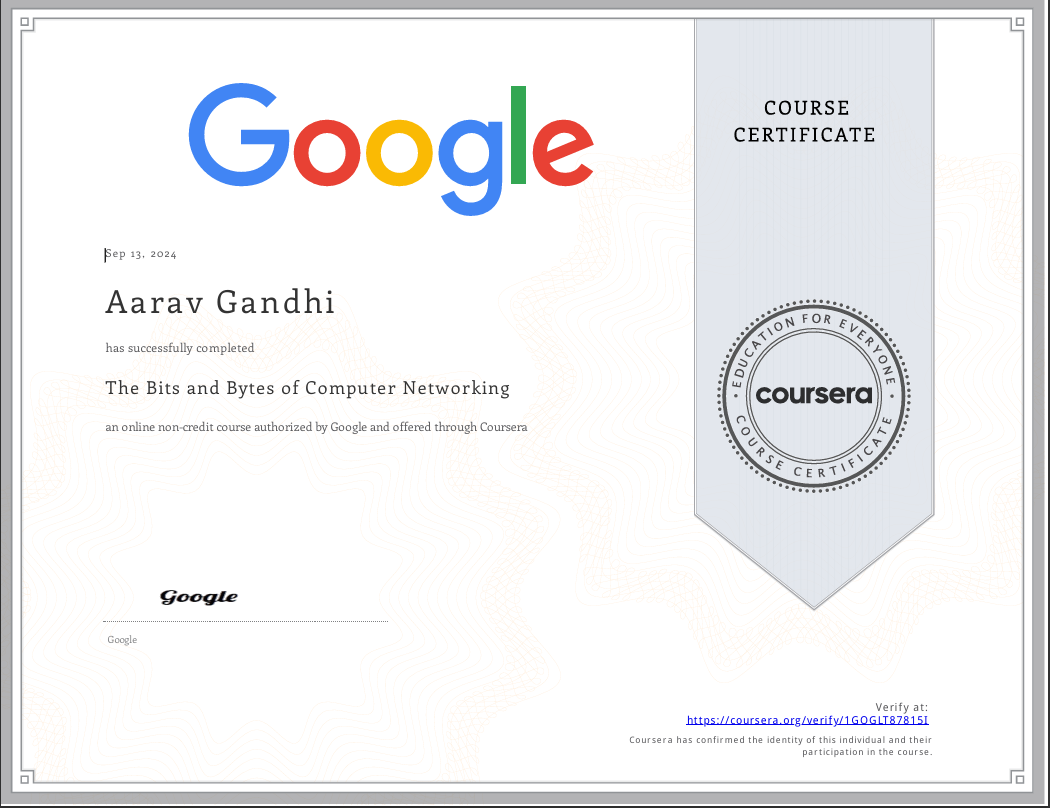 Google
COURSE
CERTIFICATE
Sep 13, 2024
Aarav Gandhi
has successfully completed
The Bits and Bytes of Computer Networking
an online non-credit course authorized by Google and offered through Coursera
EDUCATION FOR EVERYONE
coursera
COURSE CERTIFICATE
Google
Google
Verify at:
https://coursera.org/verify/1GOGLT87815I
Coursera has confirmed the identity of this individual and their
participation in the course.